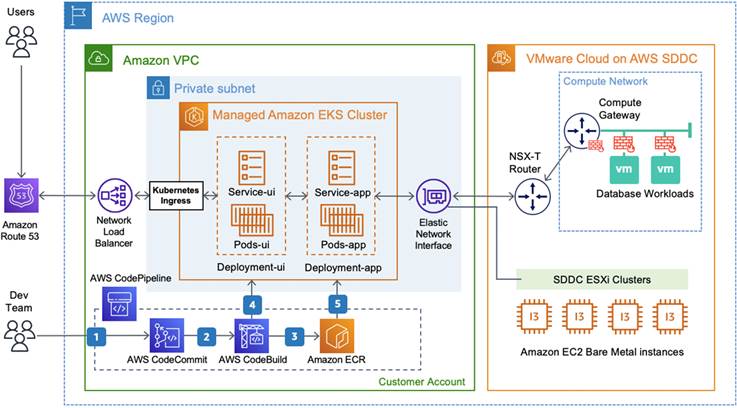 Users
AWS Region
Amazon VPC
VMware Cloud on AWS SDDC
Private subnet
Compute Network
Managed Amazon EKS Cluster
Compute
Gateway
NSX-T
Router
vm
vm
Database Workloads
Service-ui
Service-app
Kubernetes
Ingress
53
Amazon
Route 53
Network
Load
Balancer
Elastic
Network
Interface
Pods-ui
Pods-app
Deployment-ui
Deployment-app
AWS CodePipeline
SDDC ESXi Clusters
4
5
Dev
Team
1
2
3
I3
I3
I3
I3
AWS CodeCommit
AWS CodeBuild
Amazon ECR
Amazon EC2 Bare Metal instances
Customer Account